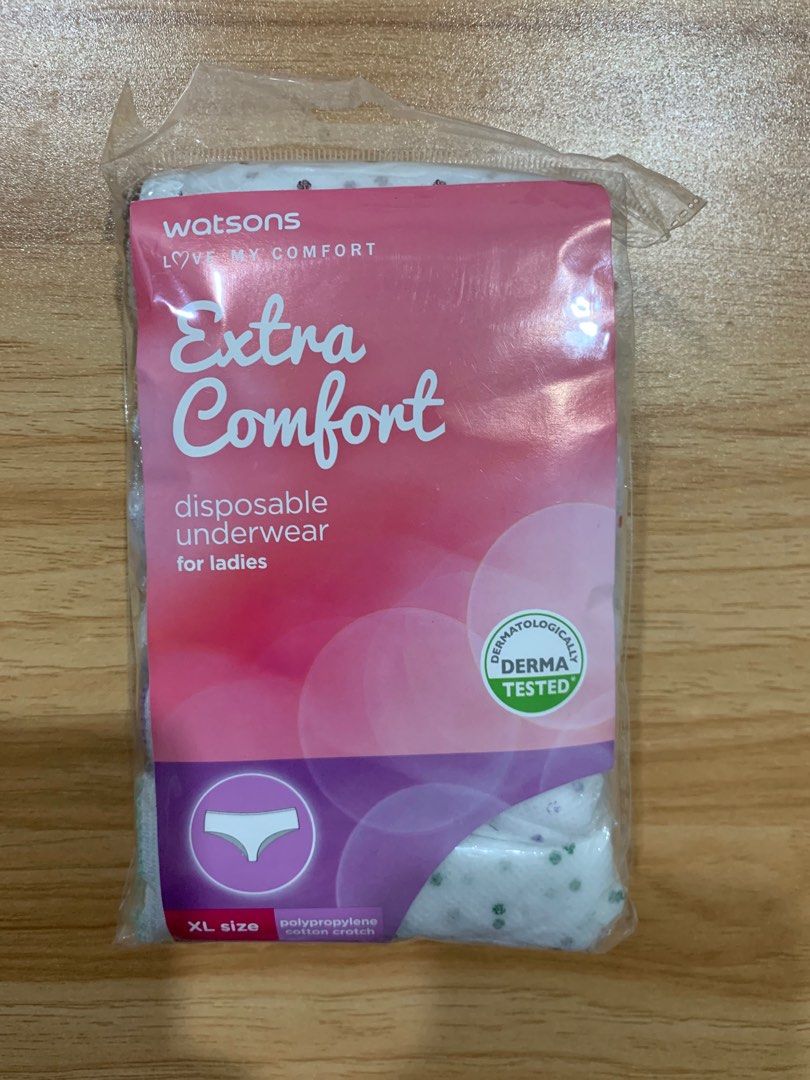 watsons
LOVE MY COMFORT
Extra
Comfort
disposable
underwear
for ladies
DERMATOLOGICALLY
DERMA
TESTED*
XL size
polypropylene
cotton crotch